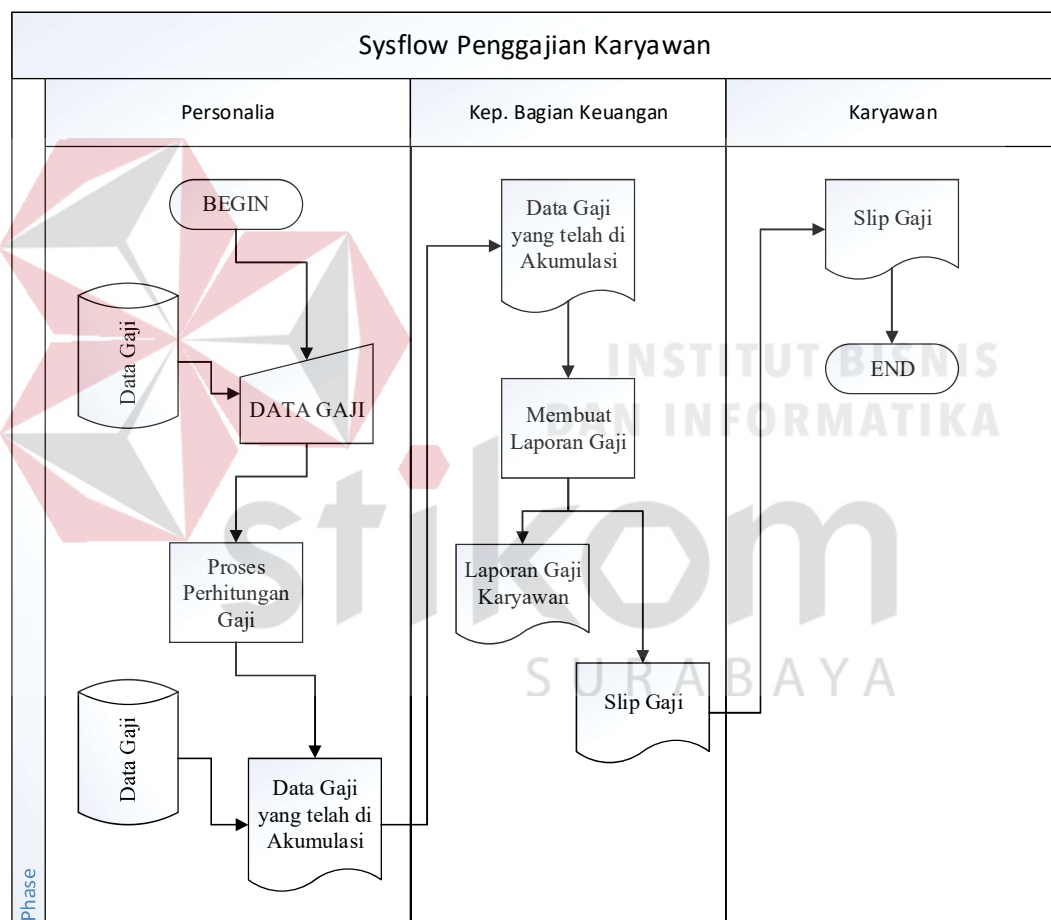 Sysflow Penggajian Karyawan
Personalia
Kep. Bagian Keuangan
Karyawan
BEGIN
Data Gaji
DATA GAJI
Proses
Perhitungan
Gaji
Data Gaji
Data Gaji
yang telah di
Akumulasi
Data Gaji
yang telah di
Akumulasi
Membuat
Laporan Gaji
Laporan Gaji
Karyawan
Slip Gaji
Slip Gaji
END
Phase
INSTITUT BISNIS
DAN INFORMATIKA
stikom
SURABAYA